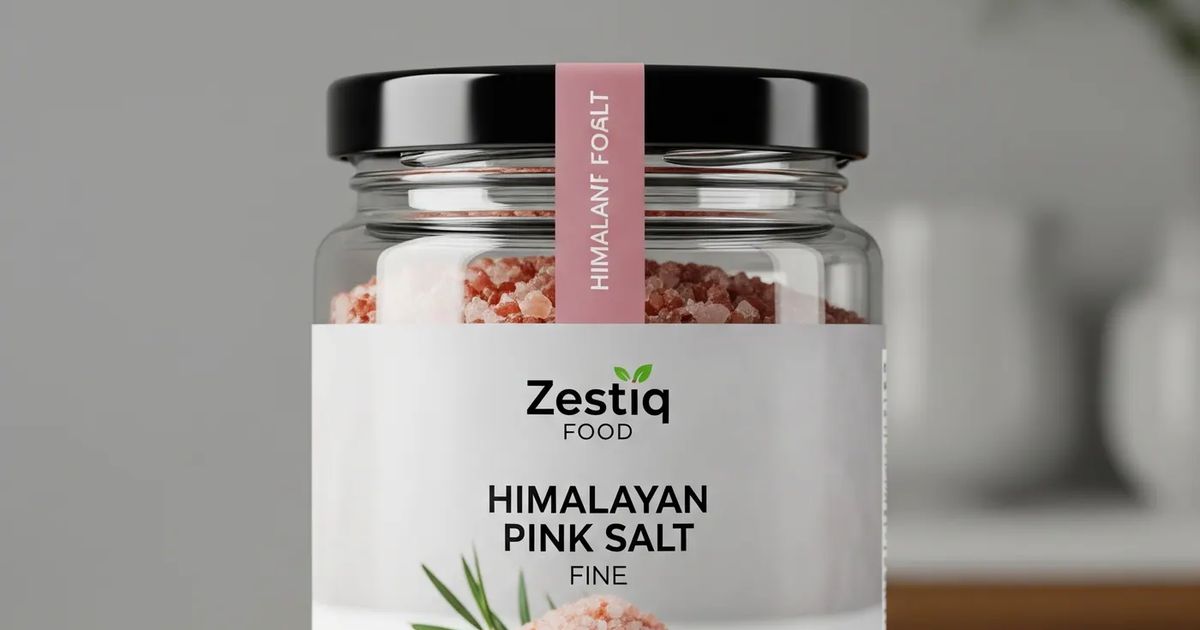 HIMALANF FOALT
Zestiq
FOOD
HIMALAYAN
PINK SALT
FINE